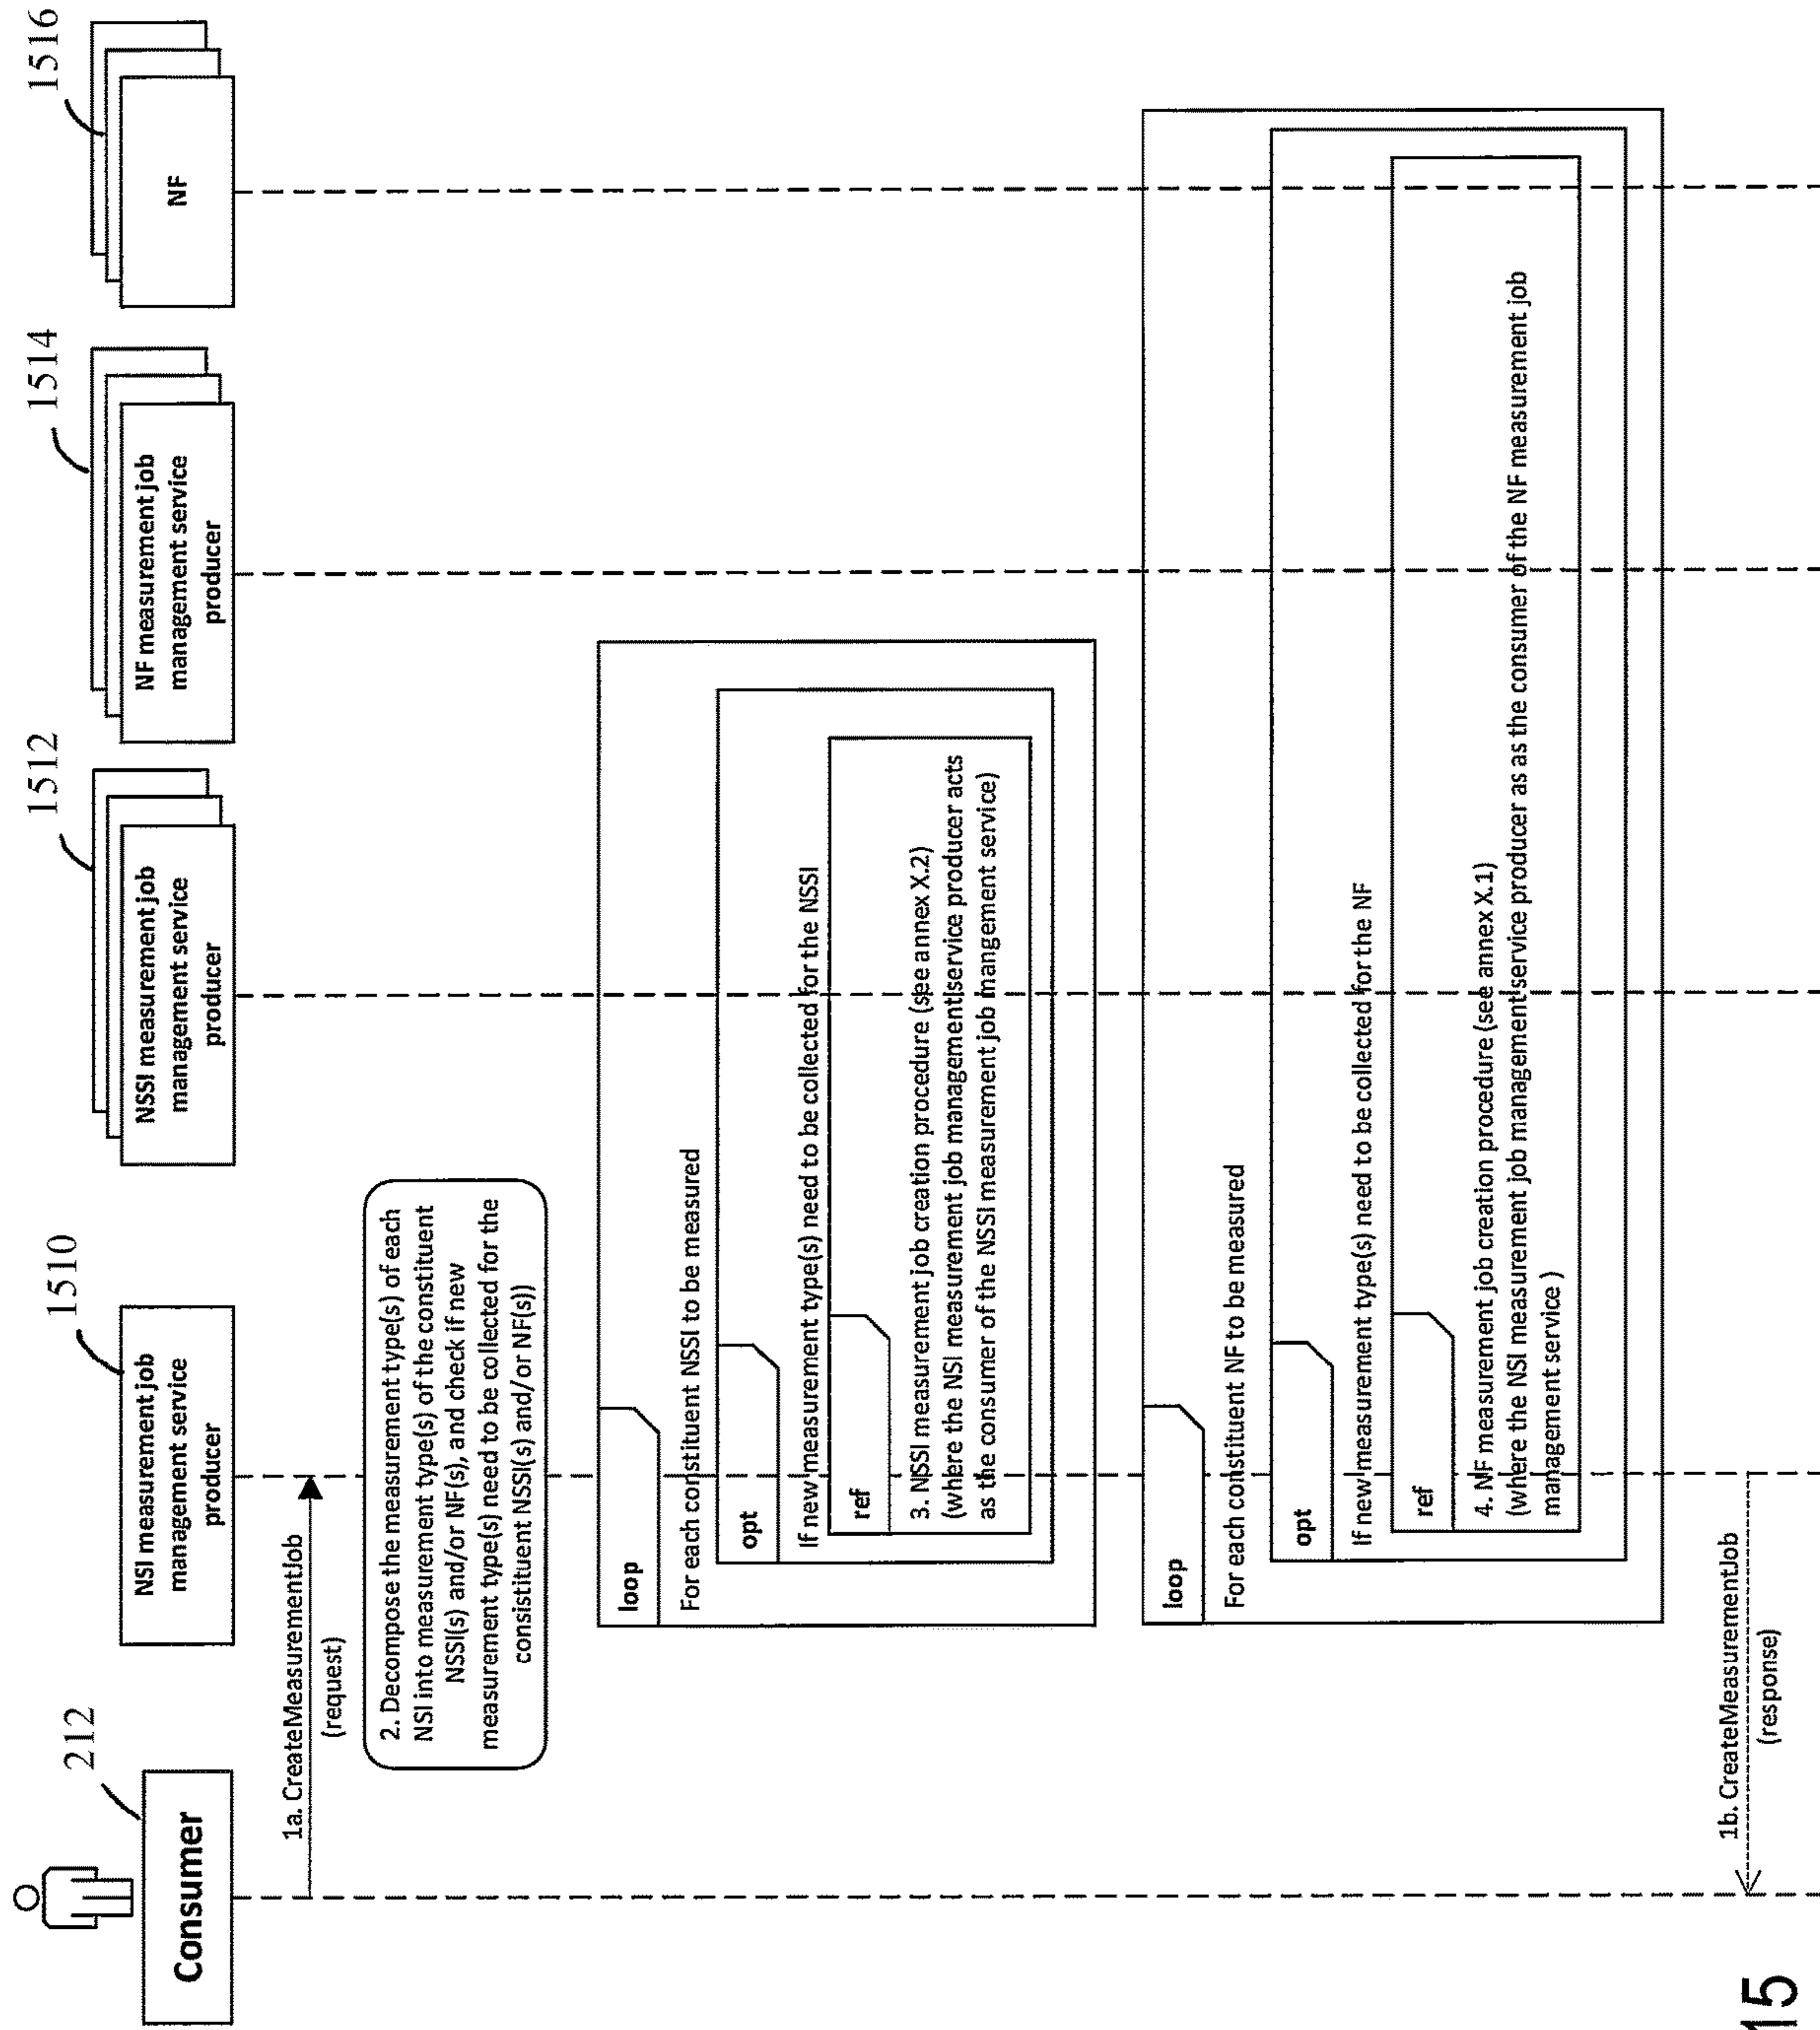 212
1510
1512
1514
1516
Consumer
NSI measurement job
management service
producer
NSSI measurement job
management service
producer
NF measurement job
management service
producer
NF
1a. CreateMeasurementJob
(request)
2. Decompose the measurement type(s) of each
NSI into measurement type(s) of the constituent
NSSI(s) and/or NF(s), and check if new
measurement type(s) need to be collected for the
consistituent NSSI(s) and/or NF(s))
loop
For each constituent NSSI to be measured
opt
If new measurement type(s) need to be collected for the NSSI
ref
3. NSSI measurement job creation procedure (see annex X.2)
(where the NSI measurement job management service producer acts
as the consumer of the NSSI measurement job mangement service)
loop
For each constituent NF to be measured
opt
If new measurement type(s) need to be collected for the NF
ref
4. NF measurement job creation procedure (see annex X.1)
(where the NSI measurement job management service producer as as the consumer of the NF measurement job
management service )
1b. CreateMeasurementJob
(response)
15